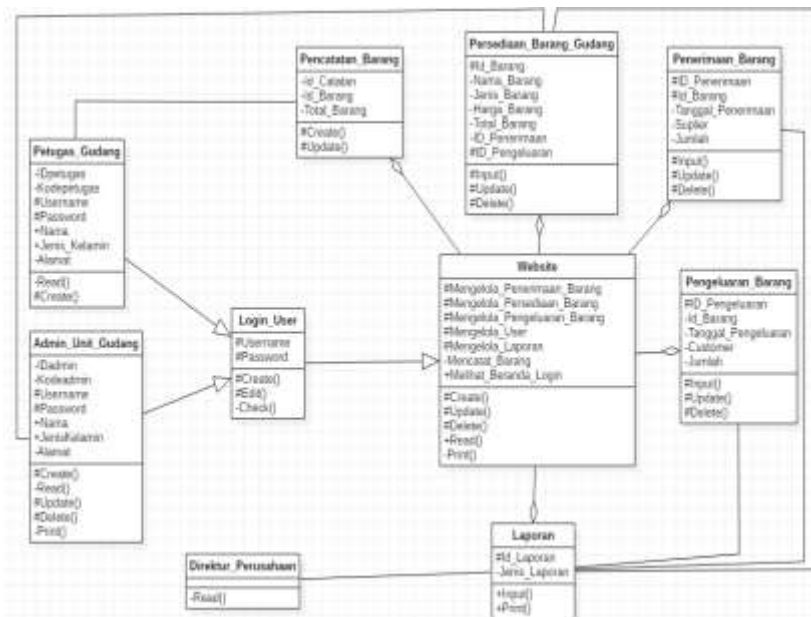 Pencatatan_Barang
-Id_Catatan
-Id_Barang
-Total_Barang
#Create()
#Update()
Persediaan_Barang_Gudang
#Id_Barang
-Nama_Barang
-Jenis_Barang
-Harga_Barang
-Total_Barang
-ID_Penerimaan
#ID_Pengeluaran
#Input()
#Update()
#Delete()
Penerimaan_Barang
#ID_Penerimaan
#Id_Barang
-Tanggal_Penerimaan
-Suplier
-Jumlah
#Input()
#Update()
#Delete()
Petugas_Gudang
-IDpetugas
-Kodepetugas
#Username
#Password
+Nama
+Jenis_Kelamin
-Alamat
-Read()
#Create()
Admin_Unit_Gudang
-IDadmin
-Kodeadmin
#Username
#Password
+Nama
+JenisKelamin
-Alamat
#Create()
-Read()
#Update()
#Delete()
-Print()
Login_User
#Username
#Password
#Create()
#Edit()
-Check()
Website
#Mengelola_Penerimaan_Barang
#Mengelola_Persediaan_Barang
#Mengelola_Pengeluaran_Barang
#Mengelola_User
#Mengelola_Laporan
-Mencatat_Barang
+Melihat_Beranda_Login
#Create()
#Update()
#Delete()
+Read()
-Print()
Pengeluaran_Barang
#ID_Pengeluaran
-Id_Barang
-Tanggal_Pengeluaran
-Customer
-Jumlah
#Input()
#Update()
#Delete()
Direktur_Perusahaan
-Read()
Laporan
#Id_Laporan
-Jenis_Laporan
+Input()
+Print()